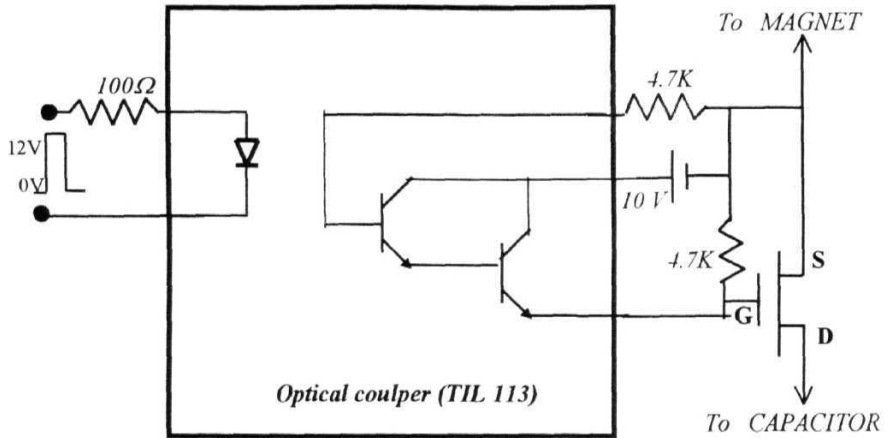 To MAGNET
100Ω
4.7K
12V
0V
10 V
4.7K
S
G
D
Optical coulper (TIL 113)
To CAPACITOR